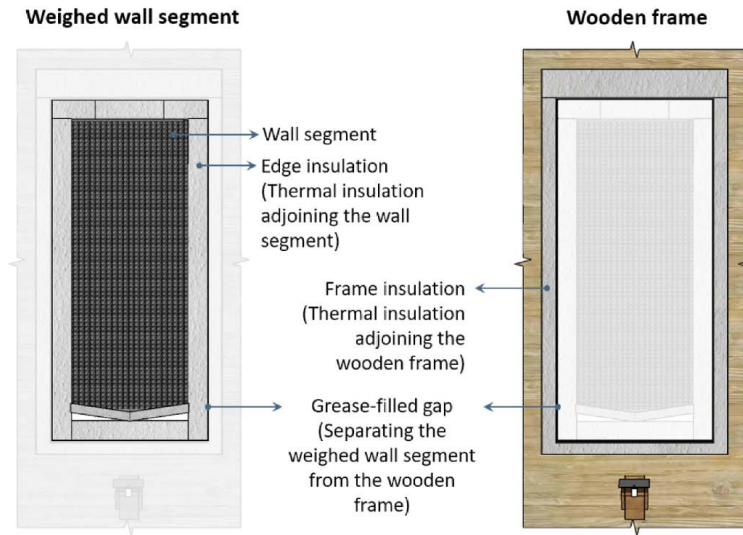 Weighed wall segment
Wooden frame
Wall segment
Edge insulation
(Thermal insulation
adjoining the wall
segment)
Frame insulation
(Thermal insulation
adjoining the
wooden frame)
Grease-filled gap
(Separating the
weighed wall segment
from the wooden
frame)